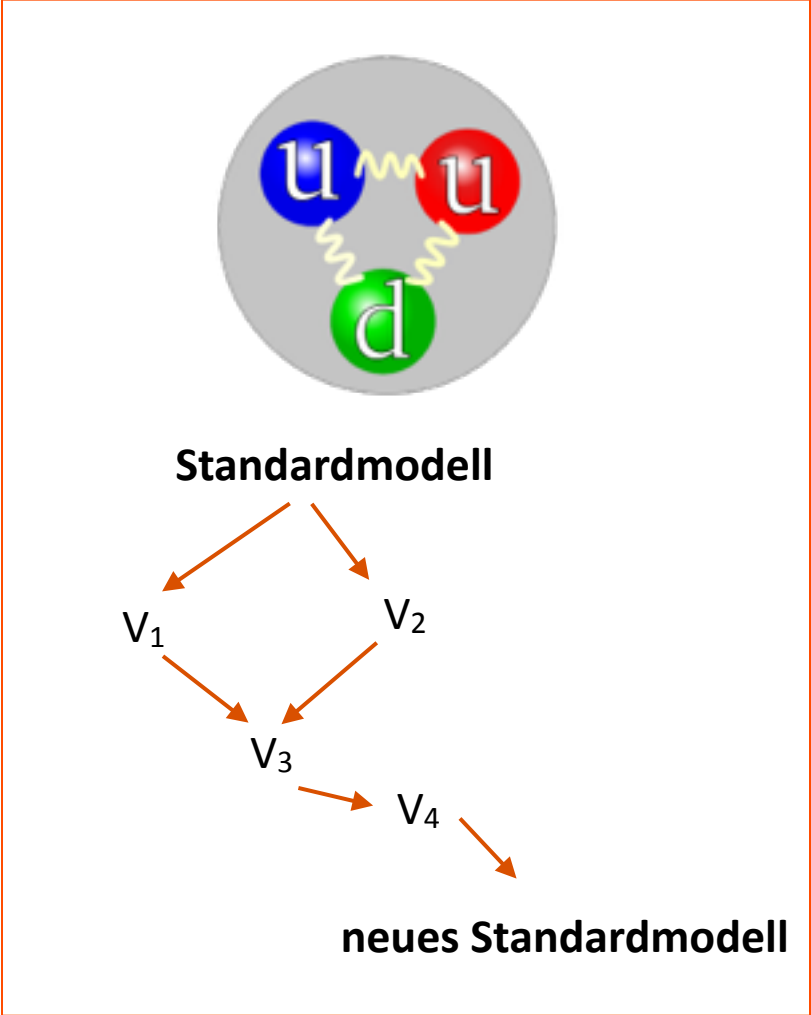 u u
d
Standardmodell
V₁ V₂
V₃
V₄
neues Standardmodell